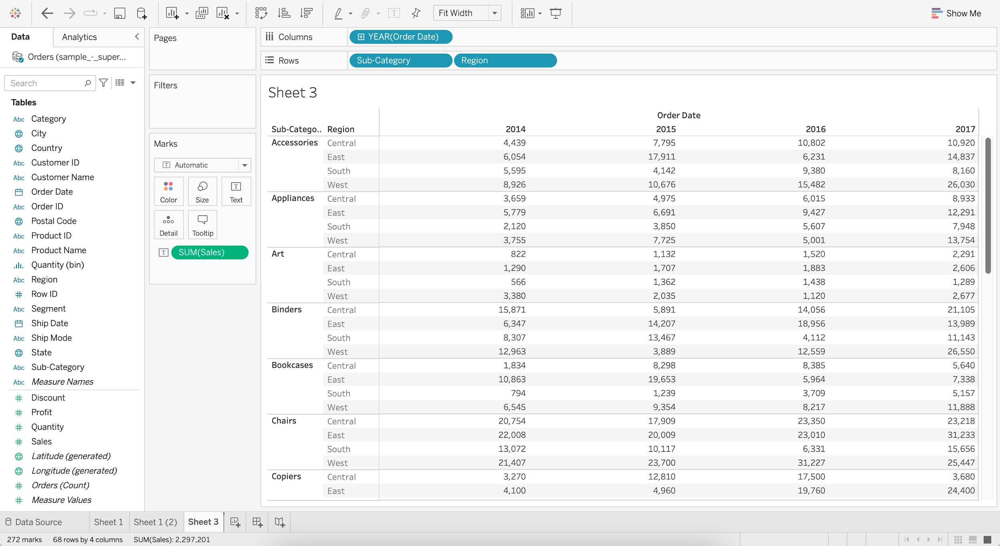 Fit Width
Show Me
Data
Analytics
Orders (sample_-_super...
Search
Tables
Abc Category
City
Country
Abc Customer ID
Abc Customer Name
Order Date
Abc Order ID
Postal Code
Abc Product ID
Abc Product Name
Quantity (bin)
Abc Region
Row ID
Abc Segment
Ship Date
Abc Ship Mode
State
Abc Sub-Category
Abc Measure Names
Discount
Profit
Quantity
Sales
Latitude (generated)
Longitude (generated)
Orders (Count)
Measure Values
Pages
Filters
Marks
T Automatic
Color
Size
T Text
Detail
Tooltip
T SUM(Sales)
Columns YEAR(Order Date)
Rows Sub-Category Region
Sheet 3
Order Date
Sub-Catego.. Region 2014 2015 2016 2017
Accessories Central 4,439 7,795 10,802 10,920
East 6,054 17,911 6,231 14,837
South 5,595 4,142 9,380 8,160
West 8,926 10,676 15,482 26,030
Appliances Central 3,659 4,975 6,015 8,933
East 5,779 6,691 9,427 12,291
South 2,120 3,850 5,607 7,948
West 3,755 7,725 5,001 13,754
Art Central 822 1,132 1,520 2,291
East 1,290 1,707 1,883 2,606
South 566 1,362 1,438 1,289
West 3,380 2,035 1,120 2,677
Binders Central 15,871 5,891 14,056 21,105
East 6,347 14,207 18,956 13,989
South 8,307 13,467 4,112 11,143
West 12,963 3,889 12,559 26,550
Bookcases Central 1,834 8,298 8,385 5,640
East 10,863 19,653 5,964 7,338
South 794 1,239 3,709 5,157
West 6,545 9,354 8,217 11,888
Chairs Central 20,754 17,909 23,350 23,218
East 22,008 20,009 23,010 31,233
South 13,072 10,117 6,331 15,656
West 21,407 23,700 31,227 25,447
Copiers Central 3,270 12,810 17,500 3,680
East 4,100 4,960 19,760 24,400
Data Source Sheet 1 Sheet 1 (2) Sheet 3
272 marks 68 rows by 4 columns SUM(Sales): 2,297,201